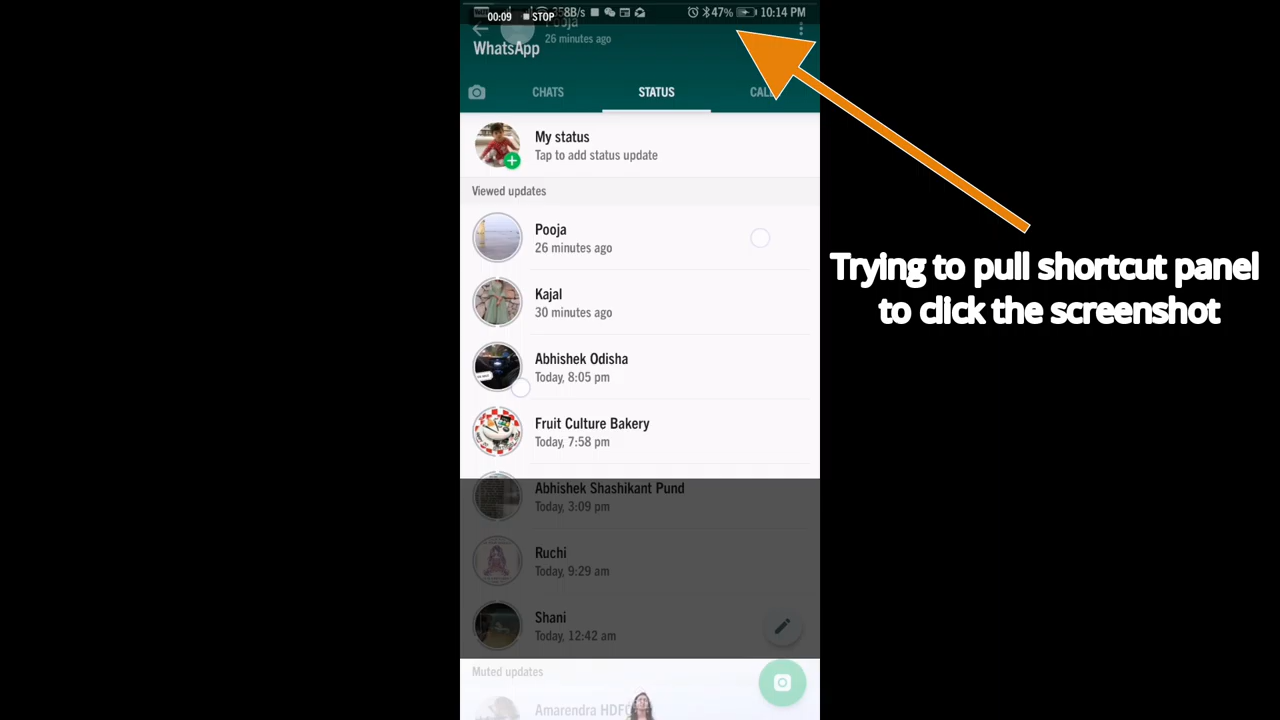 00:09 STOP
47% 10:14 PM
Pooja
26 minutes ago
WhatsApp
CHATS STATUS
My status
Tap to add status update
Viewed updates
Pooja
26 minutes ago
Kajal
30 minutes ago
Abhishek Odisha
Today, 8:05 pm
Fruit Culture Bakery
Today, 7:58 pm
Abhishek Shashikant Pund
Today, 3:09 pm
Ruchi
Today, 9:29 am
Shani
Today, 12:42 am
Muted updates
Amarendra HDFC
Trying to pull shortcut panel
to click the screenshot